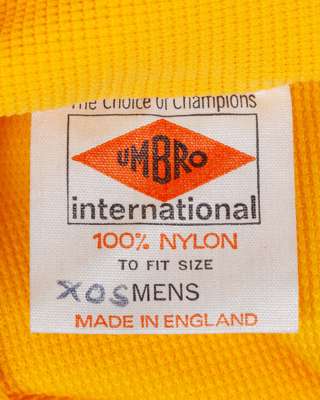 The Choice of Champions
UMBRO
international
100% NYLON
TO FIT SIZE
XOS MENS
MADE IN ENGLAND